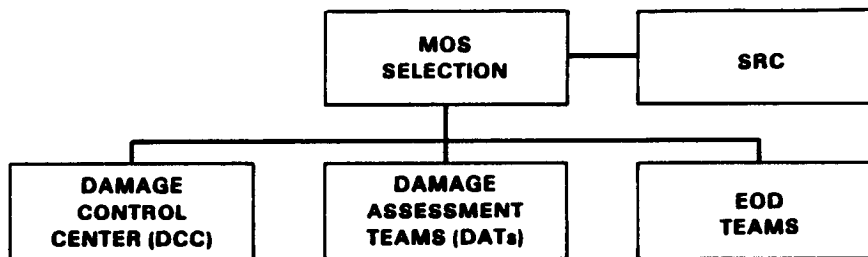 MOS
SELECTION
SRC
DAMAGE
CONTROL
CENTER (DCC)
DAMAGE
ASSESSMENT
TEAMS (DATs)
EOD
TEAMS